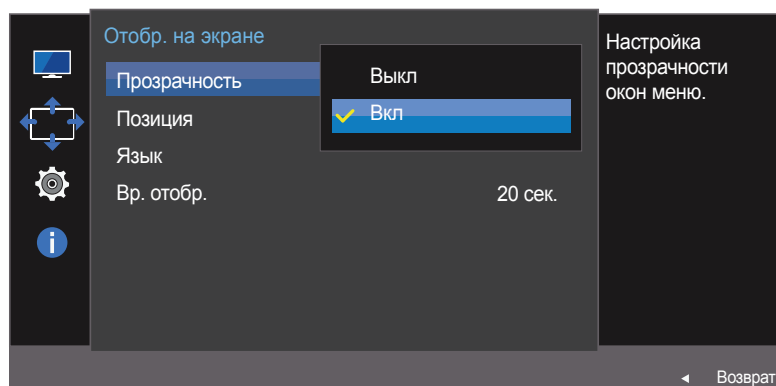 Отобр. на экране
Прозрачность
Выкл
Позиция
Вкл
Язык
Вр. отобр.
20 сек.
Настройка
прозрачности
окон меню.
Возврат